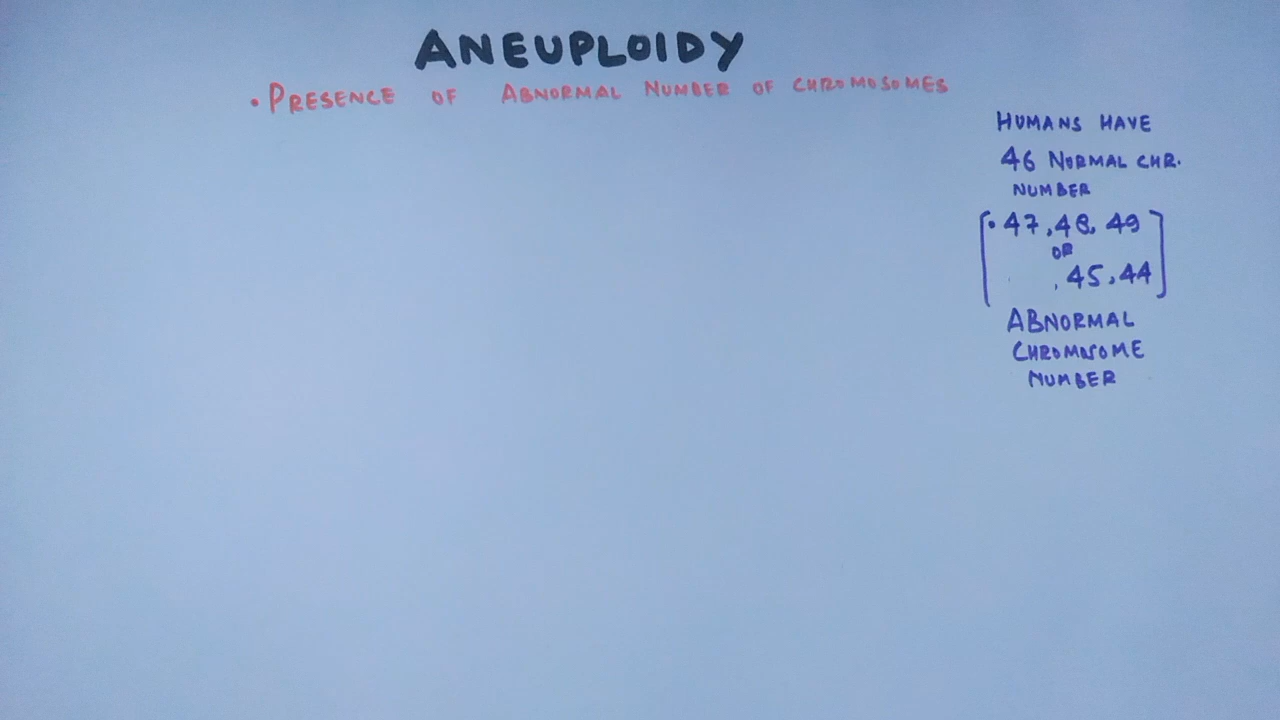 ANEUPLOIDY
• PRESENCE OF ABNORMAL NUMBER OF CHROMOSOMES
HUMANS HAVE
46 NORMAL CHR.
NUMBER
[• 47, 48, 49
OR
, 45, 44]
ABNORMAL
CHROMOSOME
NUMBER